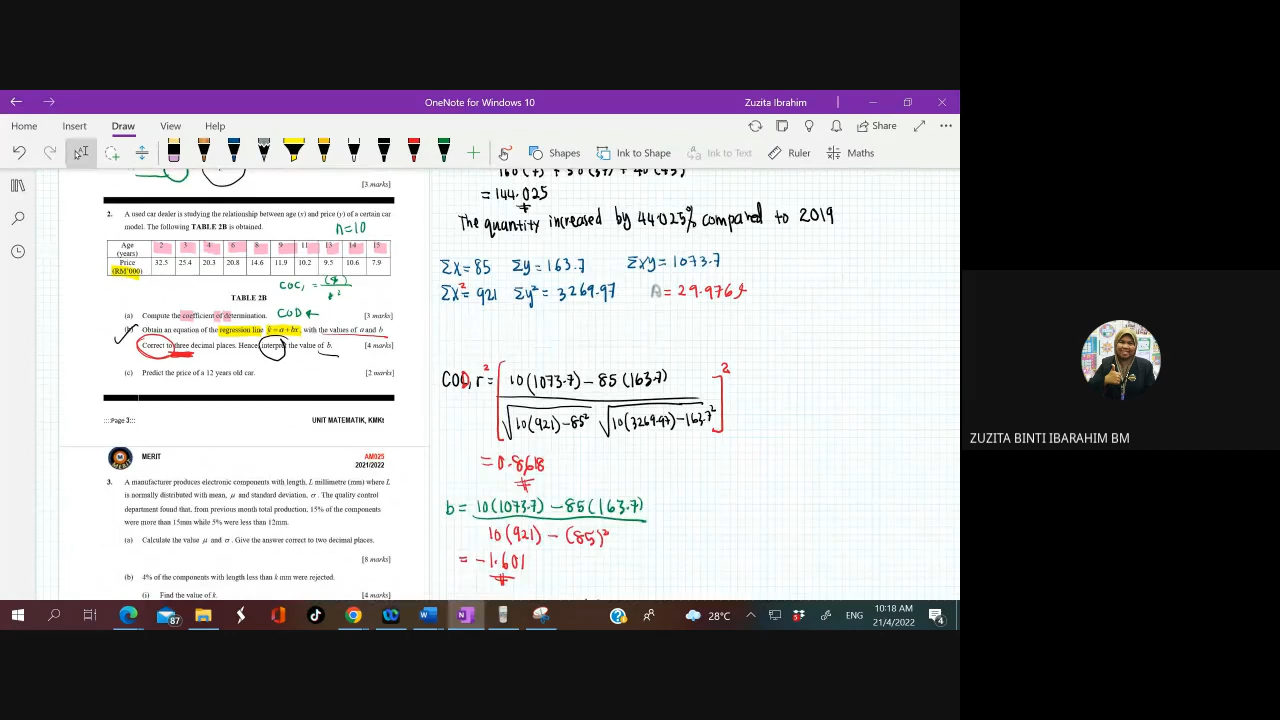 OneNote for Windows 10
Zuzita Ibrahim
Home Insert Draw View Help
Share
Shapes Ink to Shape Ink to Text Ruler Maths
[3 marks]
2. A used car dealer is studying the relationship between age (x) and price (y) of a certain car
model. The following TABLE 2B is obtained.
n=10
Age (years) 2 3 4 6 8 9 11 13 14 15
Price (RM'000) 32.5 25.4 20.3 20.8 14.6 11.9 10.2 9.5 10.6 7.9
TABLE 2B
(a) Compute the coefficient of determination. COD ← [3 marks]
(b) Obtain an equation of the regression line ŷ = a + bx, with the values of a and b
Correct to three decimal places. Hence interpret the value of b. [4 marks]
(c) Predict the price of a 12 years old car. [2 marks]
:::Page 3::: UNIT MATEMATIK, KMKt
MERIT AM025
2021/2022
3. A manufacturer produces electronic components with length, L millimetre (mm) where L
is normally distributed with mean, μ and standard deviation, σ. The quality control
department found that, from previous month total production, 15% of the components
were more than 15mm while 5% were less than 12mm.
(a) Calculate the value μ and σ. Give the answer correct to two decimal places.
[8 marks]
(b) 4% of the components with length less than k mm were rejected.
(i) Find the value of k. [4 marks]
= 144.025
The quantity increased by 44.025% compared to 2019
Σx = 85 Σy = 163.7 Σxy = 1073.7
Σx² = 921 Σy² = 3269.97 A = 29.976
COD, r² = [10(1073.7) − 85(163.7)
√10(921) − 85² √10(3269.97) − 163.7²]²
= 0.8618
b = 10(1073.7) − 85(163.7)
10(921) − (85)²
= −1.601
ZUZITA BINTI IBARAHIM BM
87
28°C
ENG
10:18 AM
21/4/2022
4